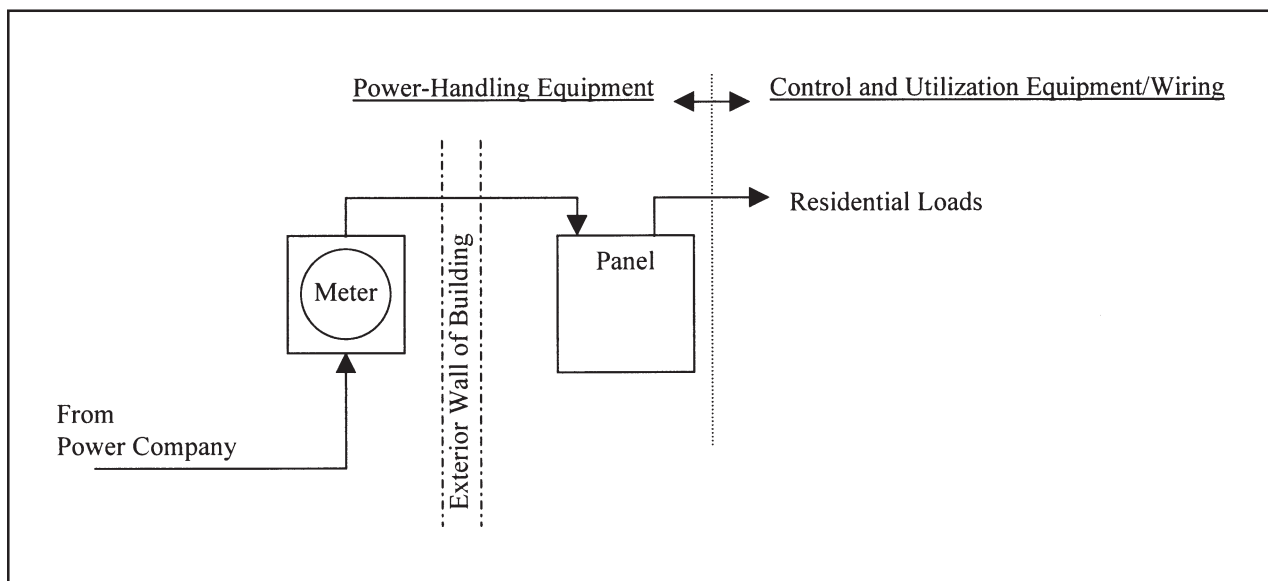 Power-Handling Equipment
Control and Utilization Equipment/Wiring
Residential Loads
Panel
Meter
Exterior Wall of Building
From
Power Company